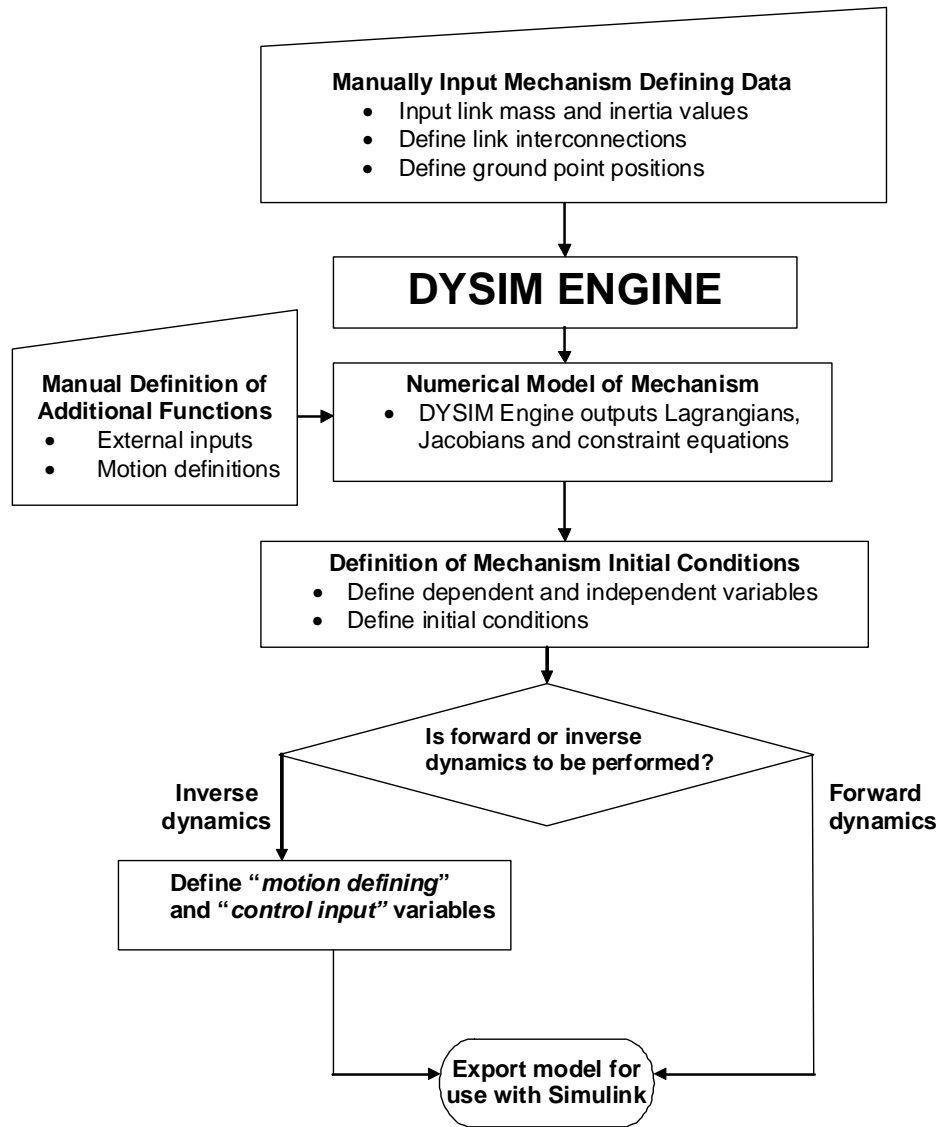 Manually Input Mechanism Defining Data
• Input link mass and inertia values
• Define link interconnections
• Define ground point positions
DYSIM ENGINE
Manual Definition of
Additional Functions
• External inputs
• Motion definitions
Numerical Model of Mechanism
• DYSIM Engine outputs Lagrangians,
Jacobians and constraint equations
Definition of Mechanism Initial Conditions
• Define dependent and independent variables
• Define initial conditions
Is forward or inverse
dynamics to be performed?
Inverse
dynamics
Forward
dynamics
Define “motion defining”
and “control input” variables
Export model for
use with Simulink